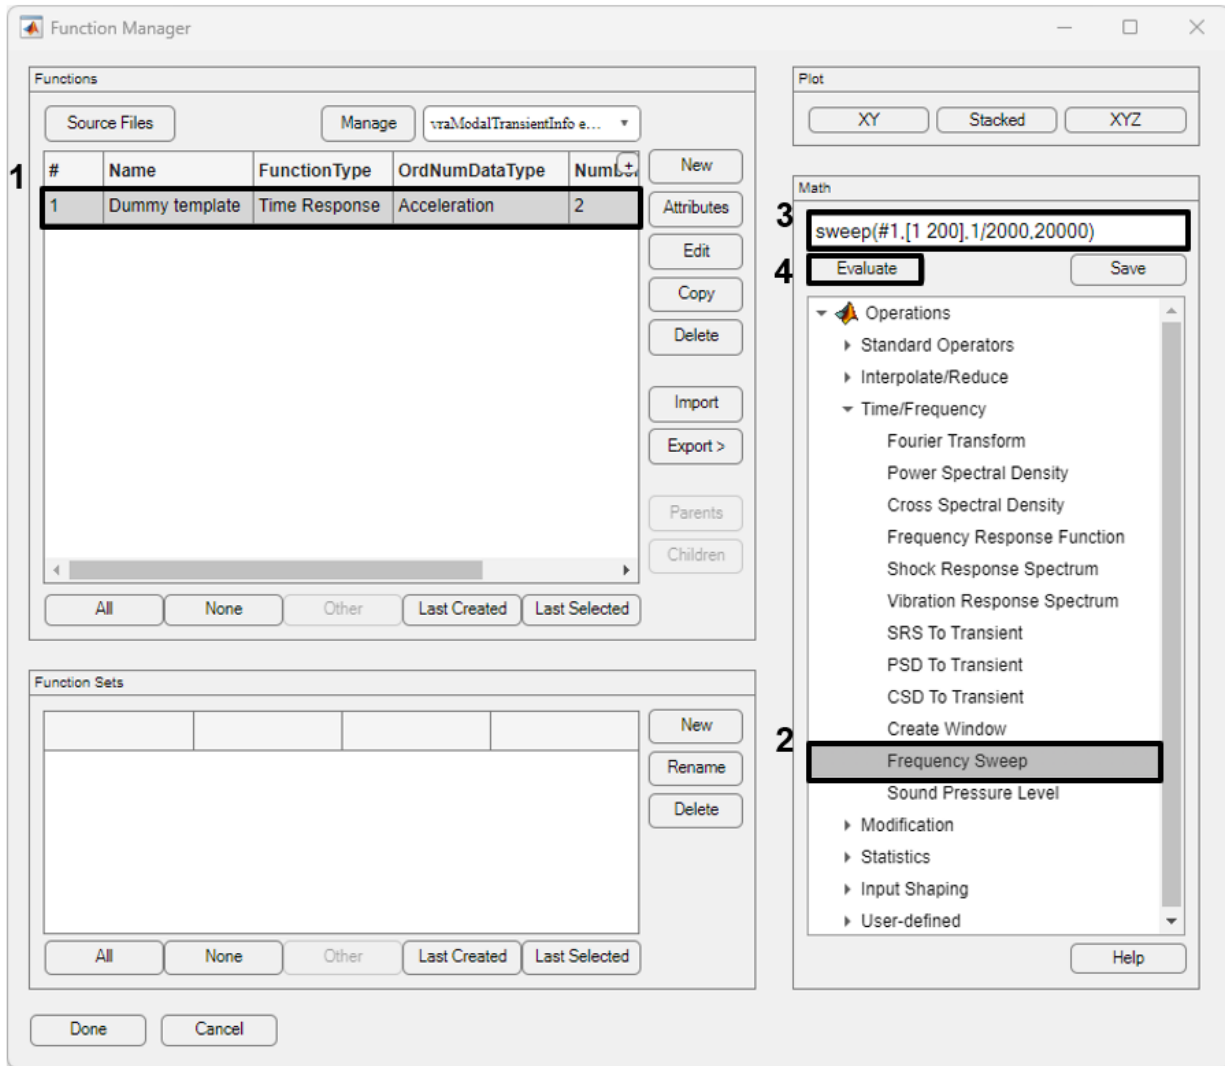 Function Manager
Functions
Source Files
Manage
vraModalTransientInfo e...
1
#
Name
FunctionType
OrdNumDataType
+
1
Dummy template
Time Response
Acceleration
2
New
Attributes
Edit
Copy
Delete
Import
Export >
Parents
Children
All
None
Other
Last Created
Last Selected
Function Sets
New
Rename
Delete
All
None
Other
Last Created
Last Selected
Done
Cancel
Plot
XY
Stacked
XYZ
Math
3
sweep(#1,[1 200],1/2000,20000)
4
Evaluate
Save
Operations
Standard Operators
Interpolate/Reduce
Time/Frequency
Fourier Transform
Power Spectral Density
Cross Spectral Density
Frequency Response Function
Shock Response Spectrum
Vibration Response Spectrum
SRS To Transient
PSD To Transient
CSD To Transient
Create Window
2
Frequency Sweep
Sound Pressure Level
Modification
Statistics
Input Shaping
User-defined
Help